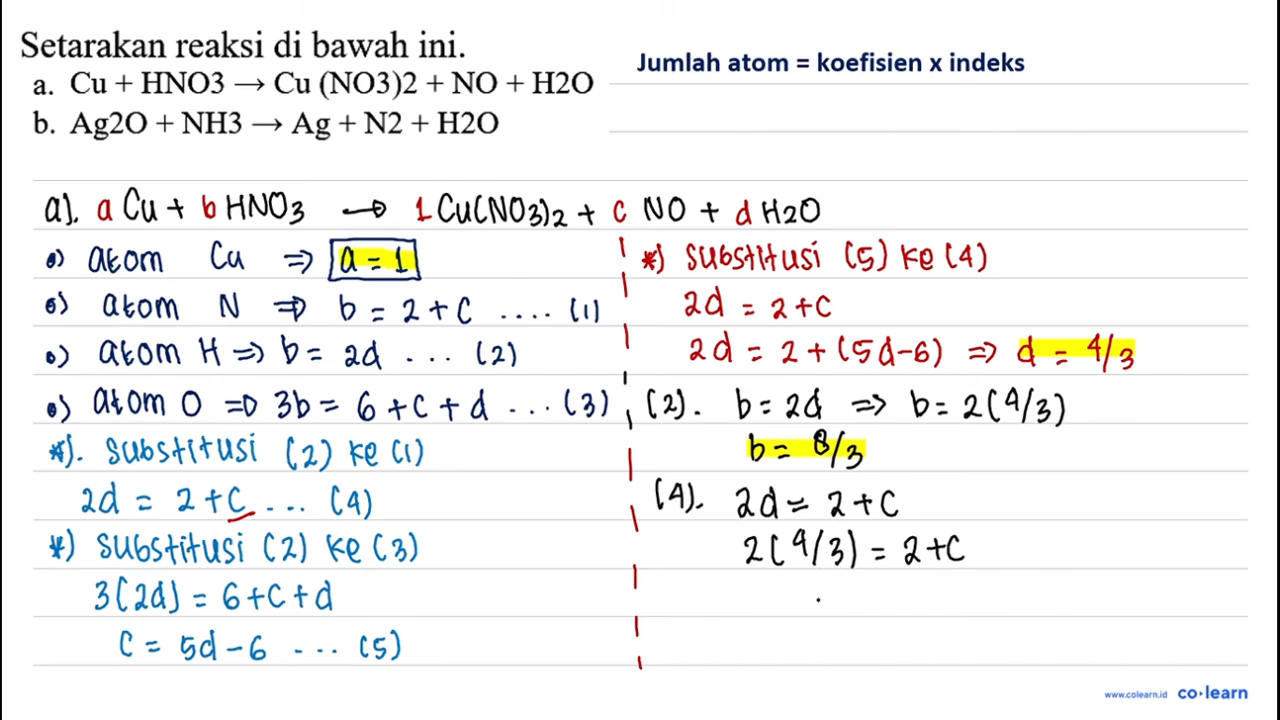 Setarakan reaksi di bawah ini.
a. Cu + HNO3 → Cu (NO3)2 + NO + H2O
b. Ag2O + NH3 → Ag + N2 + H2O
Jumlah atom = koefisien x indeks
a). a Cu + b HNO3 → 1 Cu(NO3)2 + c NO + d H2O
•) atom Cu ⇒ a = 1
•) atom N ⇒ b = 2 + c .... (1)
•) atom H ⇒ b = 2d ... (2)
•) atom O ⇒ 3b = 6 + c + d ... (3)
*). substitusi (2) ke (1)
2d = 2 + c ... (4)
*) substitusi (2) ke (3)
3(2d) = 6 + c + d
c = 5d - 6 ... (5)
*) substitusi (5) ke (4)
2d = 2 + c
2d = 2 + (5d - 6) ⇒ d = 4/3
(2). b = 2d ⇒ b = 2(4/3)
b = 8/3
(4). 2d = 2 + c
2(4/3) = 2 + c
www.colearn.id co·learn